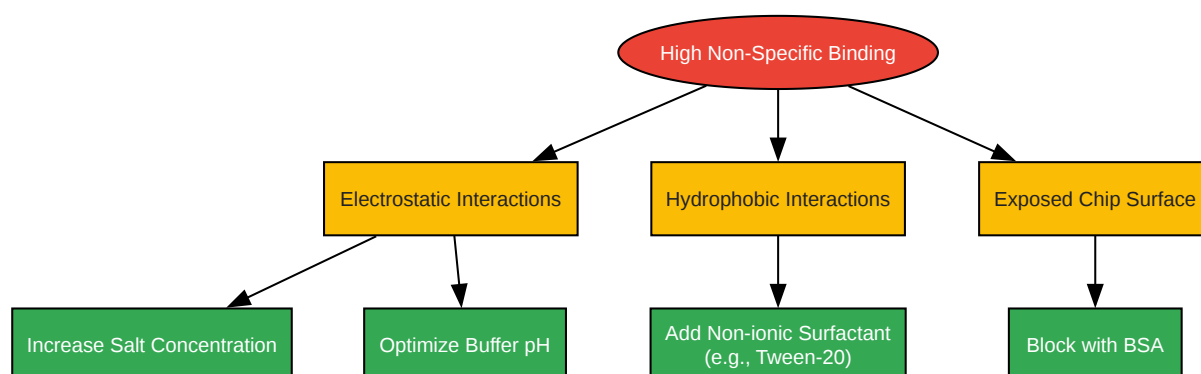 High Non-Specific Binding
Electrostatic Interactions
Hydrophobic Interactions
Exposed Chip Surface
Increase Salt Concentration
Optimize Buffer pH
Add Non-ionic Surfactant
(e.g., Tween-20)
Block with BSA